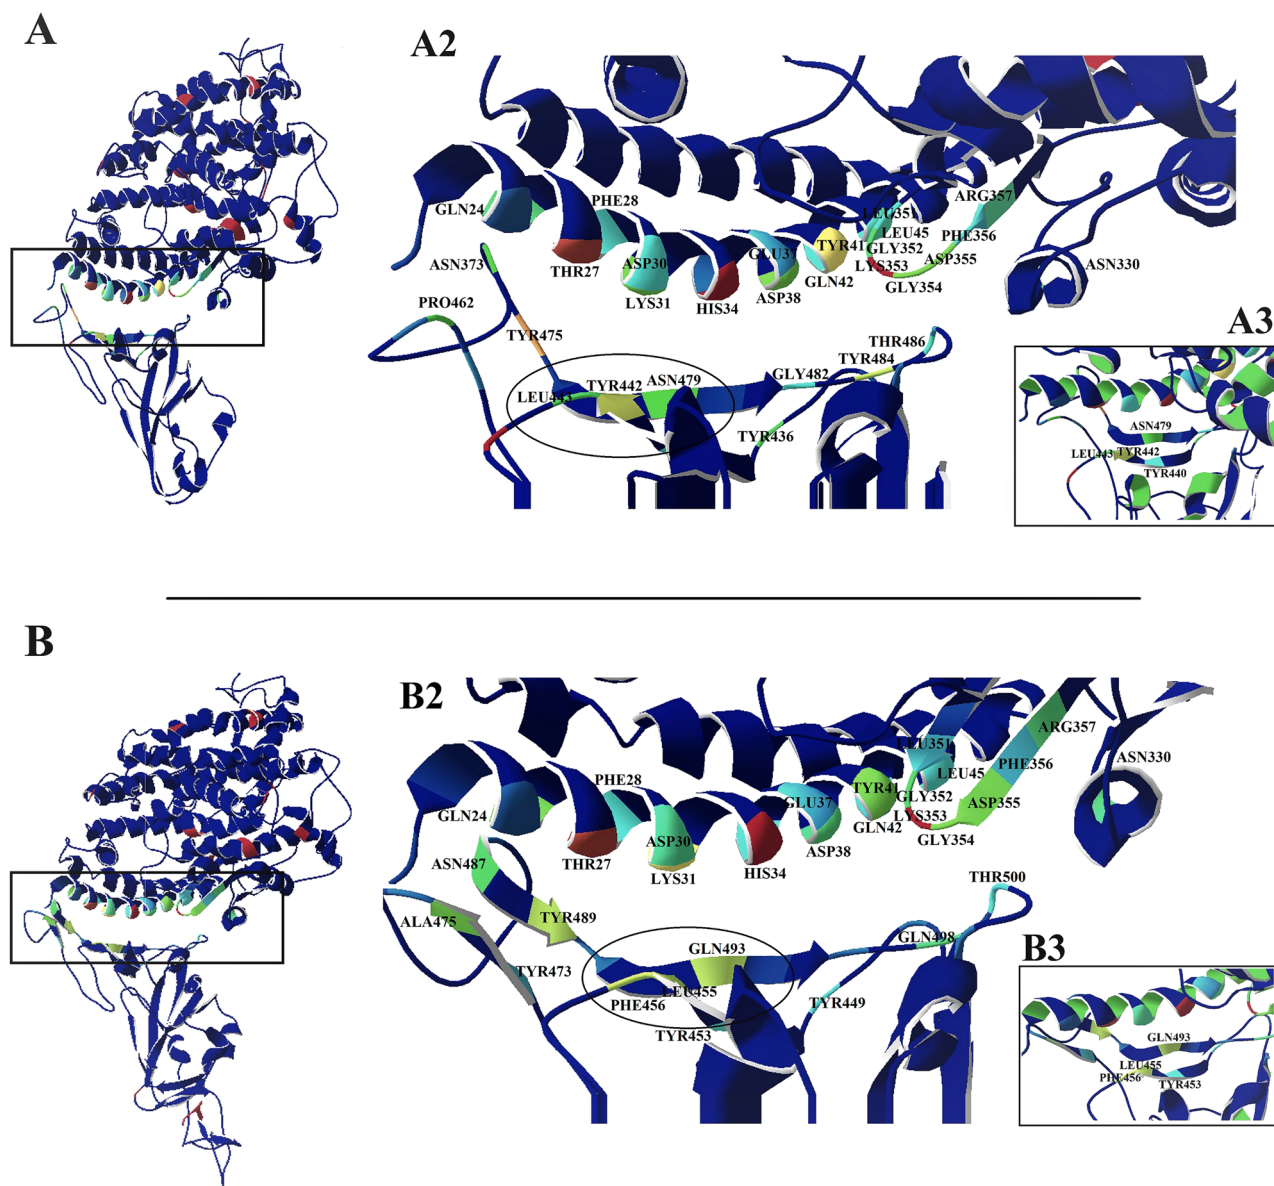 A
A2
GLN24
PHE28
THR27
ASP30
LYS31
HIS34
GLU37
ASP38
TYR41
GLN42
LEU351
LEU45
GLY352
LYS353
GLY354
ASP355
PHE356
ARG357
ASN330
ASN373
PRO462
TYR475
LEU443
TYR442
ASN479
GLY482
TYR484
THR486
TYR436
A3
ASN479
LEU443
TYR442
TYR440
B
B2
GLN24
PHE28
THR27
ASP30
LYS31
HIS34
GLU37
ASP38
TYR41
GLN42
LEU351
LEU45
GLY352
LYS353
GLY354
ASP355
PHE356
ARG357
ASN330
ASN487
ALA475
TYR489
TYR473
PHE456
LEU455
GLN493
TYR453
TYR449
GLN498
THR500
B3
GLN493
LEU455
PHE456
TYR453